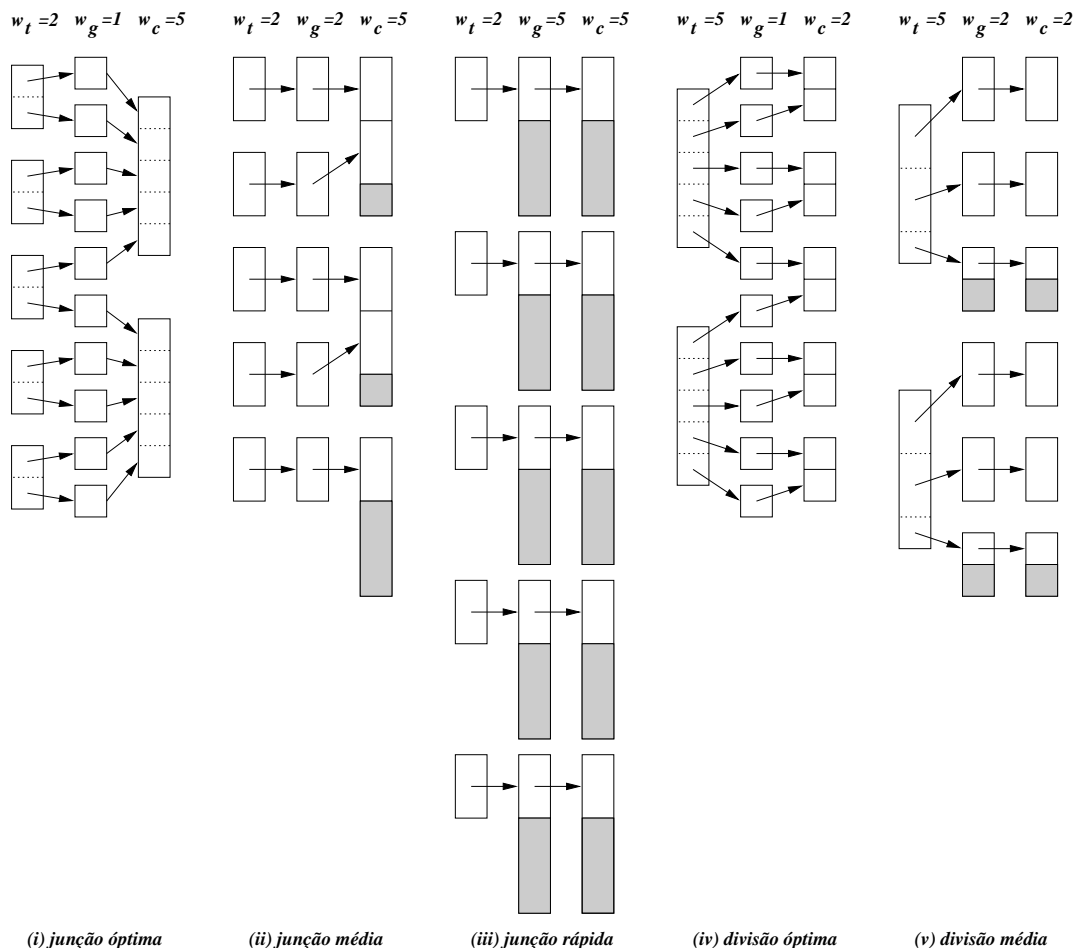 w_t=2 w_g=1 w_c=5 w_t=2 w_g=2 w_c=5 w_t=2 w_g=5 w_c=5 w_t=5 w_g=1 w_c=2 w_t=5 w_g=2 w_c=2
(i) junção óptima (ii) junção média (iii) junção rápida (iv) divisão óptima (v) divisão média